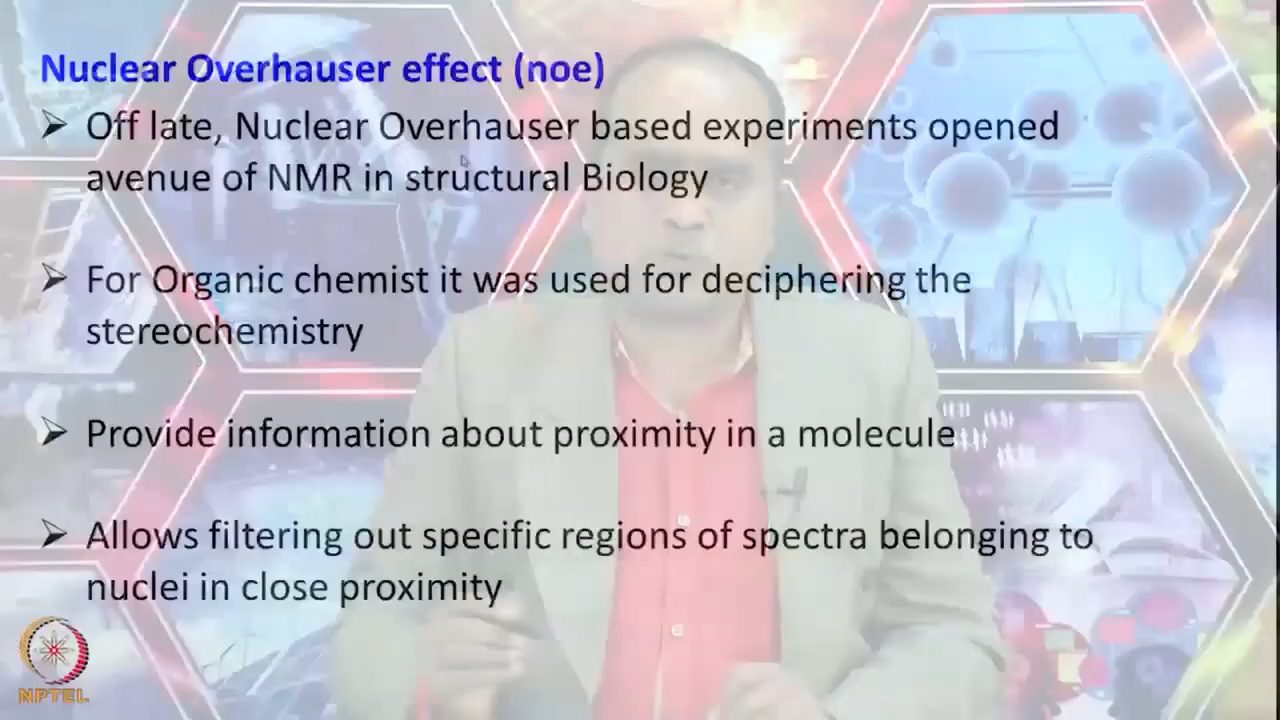 Nuclear Overhauser effect (noe)
➢ Off late, Nuclear Overhauser based experiments opened
avenue of NMR in structural Biology
➢ For Organic chemist it was used for deciphering the
stereochemistry
➢ Provide information about proximity in a molecule
➢ Allows filtering out specific regions of spectra belonging to
nuclei in close proximity
NPTEL